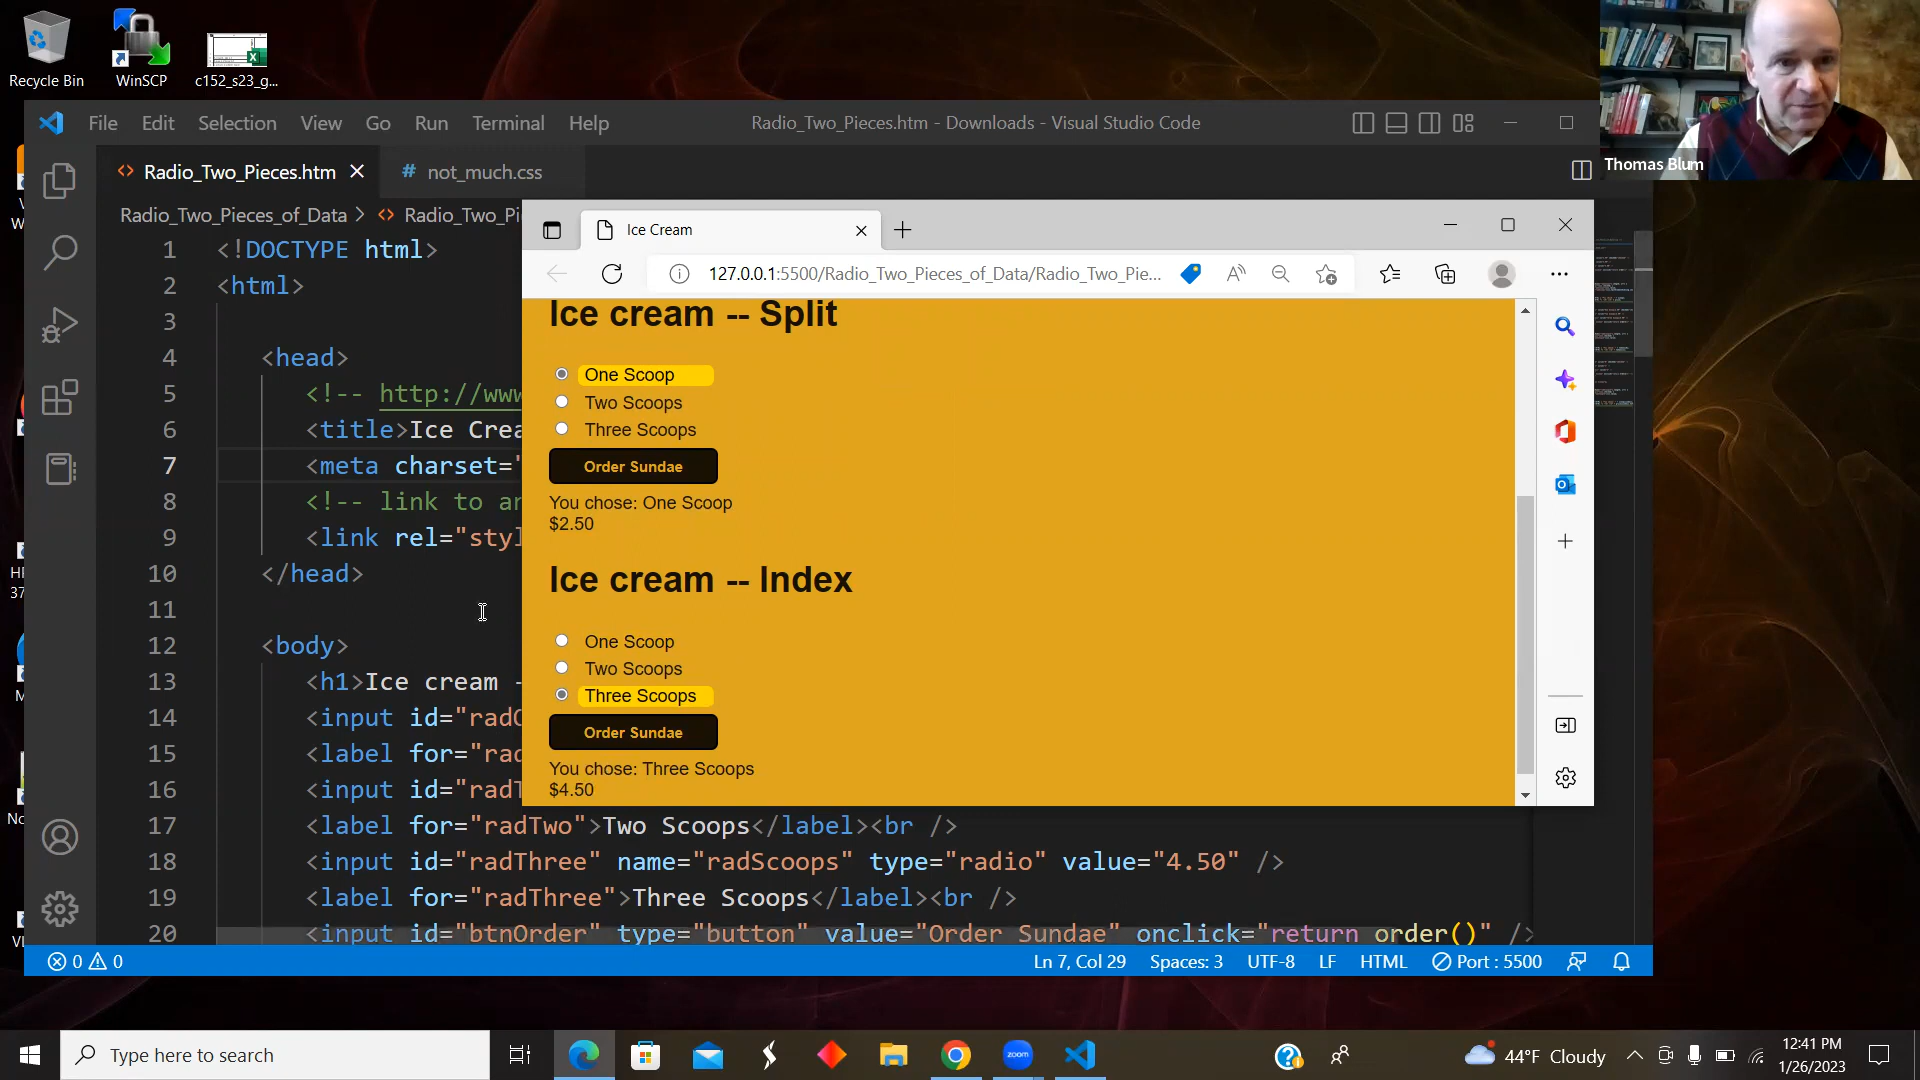 Recycle Bin
WinSCP
c152_s23_g...
File Edit Selection View Go Run Terminal Help
Radio_Two_Pieces.htm - Downloads - Visual Studio Code
Thomas Blum
Radio_Two_Pieces.htm
# not_much.css
Radio_Two_Pieces_of_Data > Radio_Two_Pi
Ice Cream
127.0.0.1:5500/Radio_Two_Pieces_of_Data/Radio_Two_Pie...
1 <!DOCTYPE html>
2 <html>
3
4 <head>
5 <!-- http://www
6 <title>Ice Crea
7 <meta charset="
8 <!-- link to an
9 <link rel="styl
10 </head>
11
12 <body>
13 <h1>Ice cream -
14 <input id="radO
15 <label for="rad
16 <input id="radT
17 <label for="radTwo">Two Scoops</label><br />
18 <input id="radThree" name="radScoops" type="radio" value="4.50" />
19 <label for="radThree">Three Scoops</label><br />
20 <input id="btnOrder" type="button" value="Order Sundae" onclick="return order()" />
Ice cream -- Split
One Scoop
Two Scoops
Three Scoops
Order Sundae
You chose: One Scoop
$2.50
Ice cream -- Index
One Scoop
Two Scoops
Three Scoops
Order Sundae
You chose: Three Scoops
$4.50
0 0
Ln 7, Col 29 Spaces: 3 UTF-8 LF HTML Port : 5500
Type here to search
zoom
44°F Cloudy
12:41 PM
1/26/2023